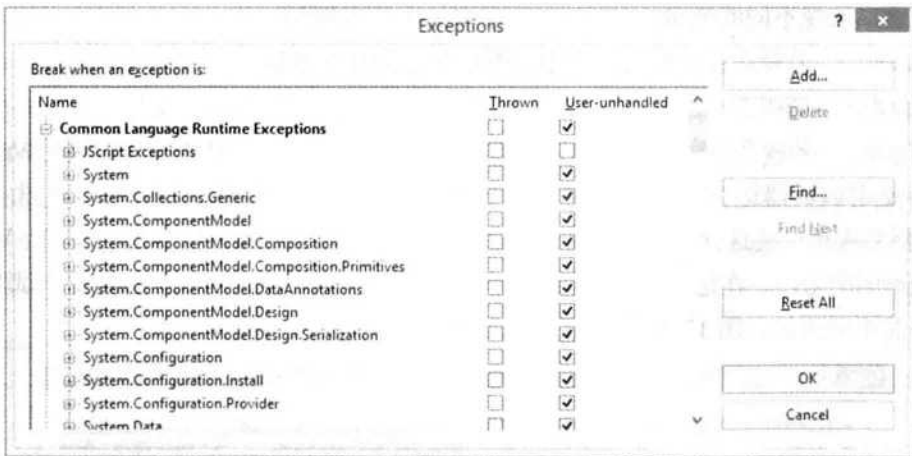 Exceptions
? ×
Break when an exception is:
Name Thrown User-unhandled
Common Language Runtime Exceptions
JScript Exceptions
System
System.Collections.Generic
System.ComponentModel
System.ComponentModel.Composition
System.ComponentModel.Composition.Primitives
System.ComponentModel.DataAnnotations
System.ComponentModel.Design
System.ComponentModel.Design.Serialization
System.Configuration
System.Configuration.Install
System.Configuration.Provider
System.Data
Add...
Delete
Find...
Find Next
Reset All
OK
Cancel